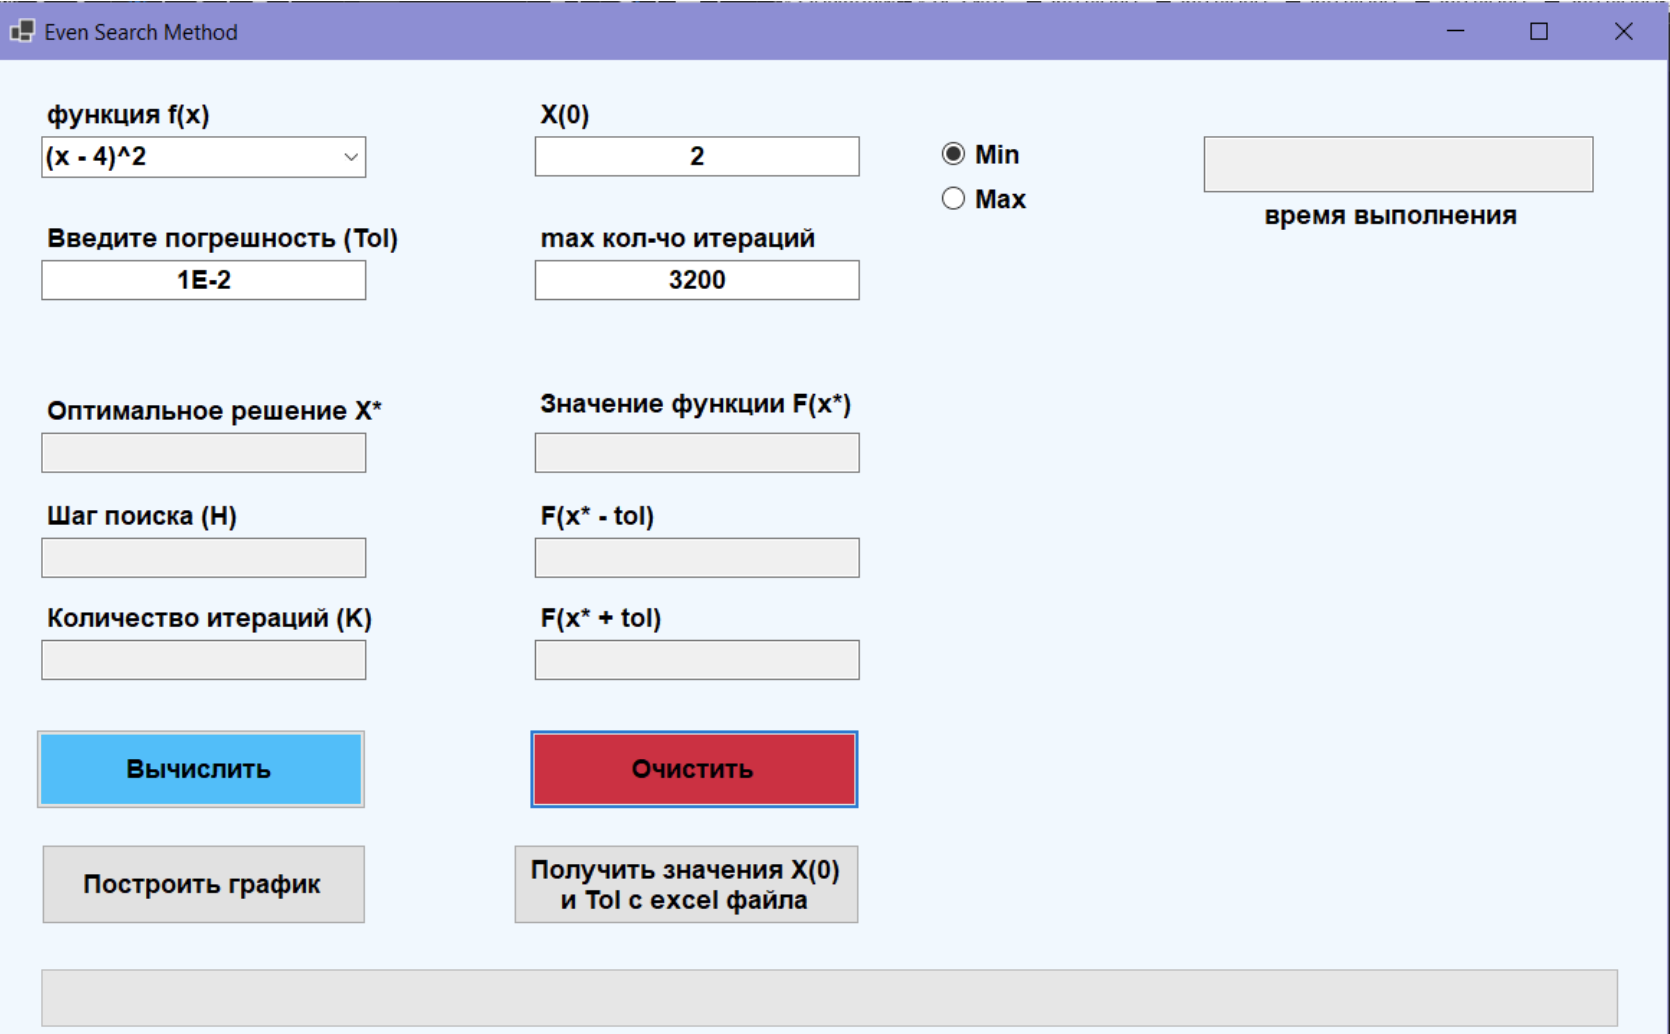 Even Search Method
функция f(x)
X(0)
(x - 4)^2
2
Min
Max
время выполнения
Введите погрешность (Tol)
max кол-чо итераций
1E-2
3200
Оптимальное решение X*
Значение функции F(x*)
Шаг поиска (H)
F(x* - tol)
Количество итераций (K)
F(x* + tol)
Вычислить
Очистить
Построить график
Получить значения X(0)
и Tol с excel файла